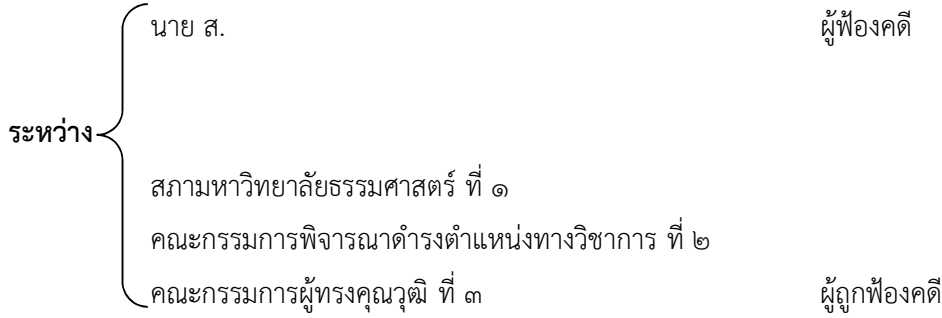 นาย ส. ผู้ฟ้องคดี
ระหว่าง
สภามหาวิทยาลัยธรรมศาสตร์ ที่ ๑
คณะกรรมการพิจารณาดำรงตำแหน่งทางวิชาการ ที่ ๒
คณะกรรมการผู้ทรงคุณวุฒิ ที่ ๓ ผู้ถูกฟ้องคดี